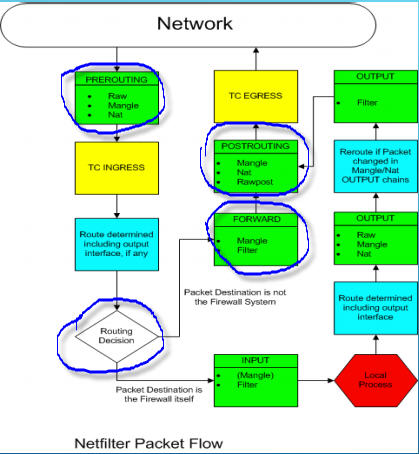 Network
PREROUTING
Raw
Mangle
Nat
TC INGRESS
Route determined
including output
interface, if any
Routing
Decision
Packet Destination is
the Firewall itself
Packet Destination is not
the Firewall System
TC EGRESS
POSTROUTING
Mangle
Nat
Rawpost
FORWARD
Mangle
Filter
INPUT
(Mangle)
Filter
OUTPUT
Filter
Reroute if Packet
changed in
Mangle/Nat
OUTPUT chains
OUTPUT
Raw
Mangle
Nat
Route determined
including output
interface
Local
Process
Netfilter Packet Flow